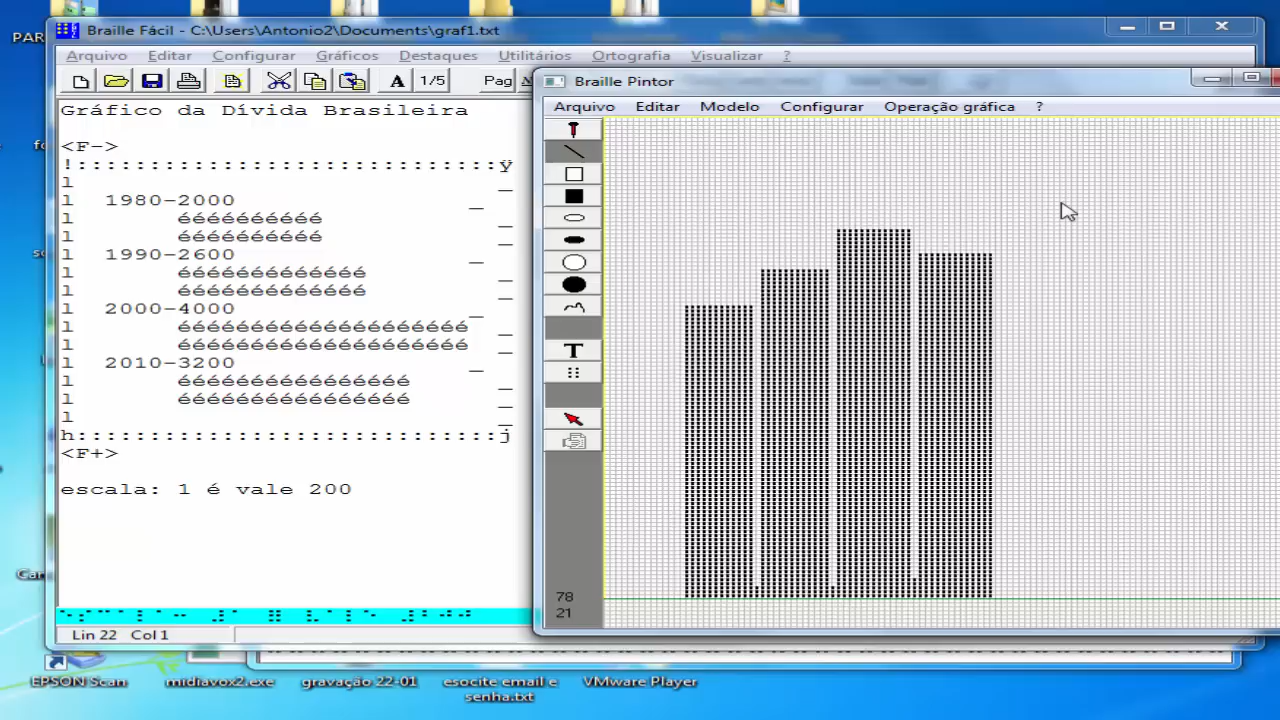 PAR
Braille Fácil - C:\Users\Antonio2\Documents\graf1.txt
Arquivo Editar Configurar Gráficos Destaques Utilitários Ortografia Visualizar ?
A 1/5 Pag
Gráfico da Dívida Brasileira
<F->
!:::::::::::::::::::::::::::::ÿ
l _
l 1980-2000 _
l éééééééééé _
l éééééééééé _
l 1990-2600 _
l ééééééééééééé _
l ééééééééééééé _
l 2000-4000 _
l éééééééééééééééééééé _
l éééééééééééééééééééé _
l 2010-3200 _
l éééééééééééééééé _
l éééééééééééééééé _
l _
h:::::::::::::::::::::::::::::j
<F+>
escala: 1 é vale 200
Lin 22 Col 1
Braille Pintor
Arquivo Editar Modelo Configurar Operação gráfica ?
T
78
21
EPSON Scan
midiavox2.exe
gravação 22-01
esocite email e
senha.txt
VMware Player